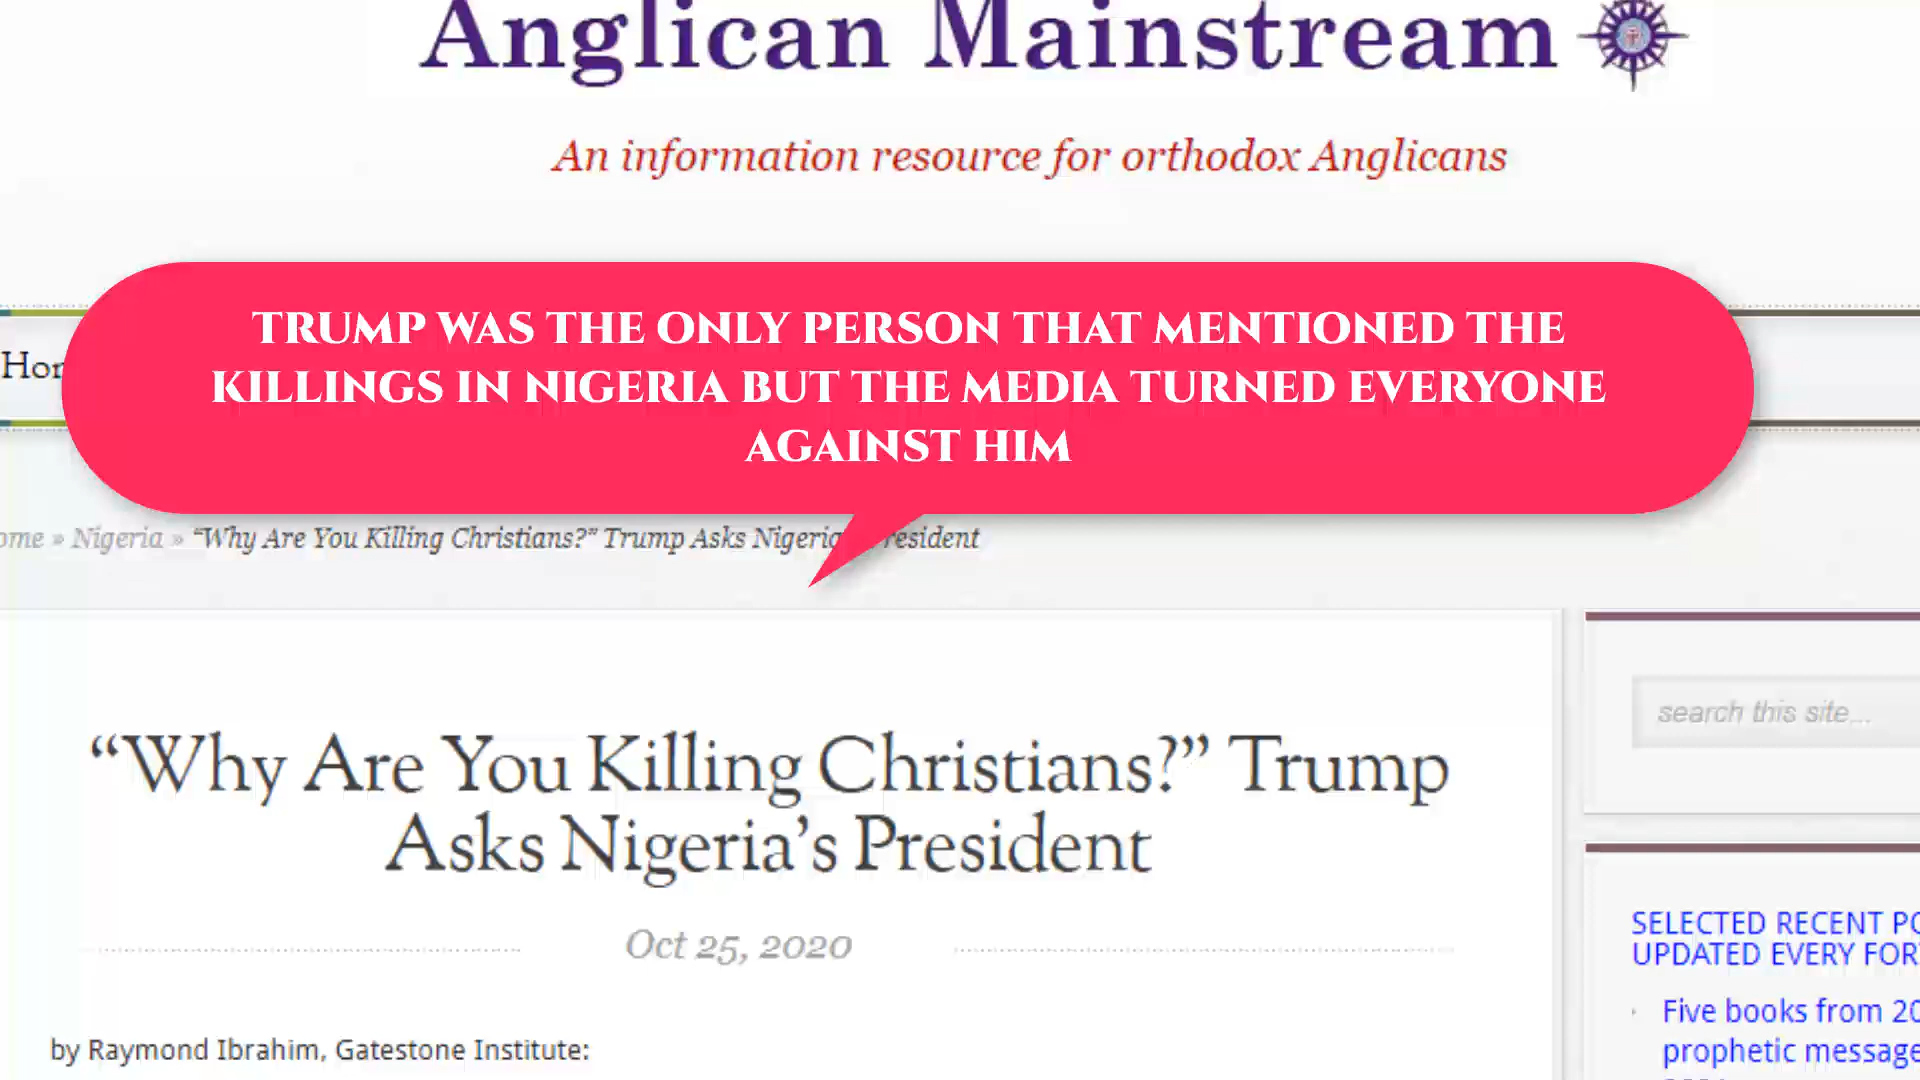 Anglican Mainstream
An information resource for orthodox Anglicans
TRUMP WAS THE ONLY PERSON THAT MENTIONED THE
KILLINGS IN NIGERIA BUT THE MEDIA TURNED EVERYONE
AGAINST HIM
Hor
ome » Nigeria » “Why Are You Killing Christians?” Trump Asks Nigeria resident
“Why Are You Killing Christians?” Trump
Asks Nigeria’s President
Oct 25, 2020
by Raymond Ibrahim, Gatestone Institute:
search this site...
SELECTED RECENT PO
UPDATED EVERY FOR
Five books from 20
prophetic message